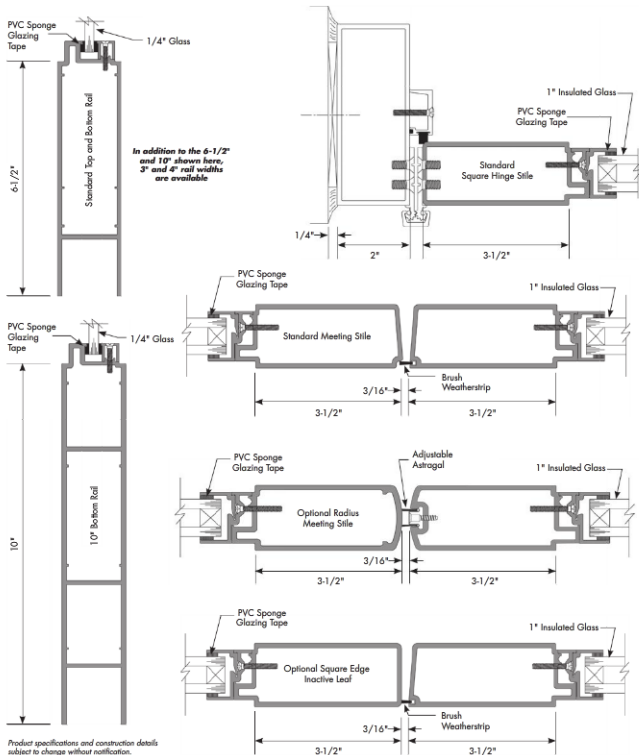 PVC Sponge
Glazing
Tape
1/4" Glass
6-1/2"
Standard Top and Bottom Rail
In addition to the 6-1/2"
and 10" shown here,
3" and 4" rail widths
are available
1" Insulated Glass
PVC Sponge
Glazing Tape
Standard
Square Hinge Stile
1/4"
2"
3-1/2"
PVC Sponge
Glazing
Tape
1/4" Glass
10"
10" Bottom Rail
PVC Sponge
Glazing Tape
1" Insulated Glass
Standard Meeting Stile
3/16"
Brush
Weatherstrip
3-1/2"
3-1/2"
PVC Sponge
Glazing Tape
Adjustable
Astragal
1" Insulated Glass
Optional Radius
Meeting Stile
3/16"
3-1/2"
3-1/2"
PVC Sponge
Glazing Tape
1" Insulated Glass
Optional Square Edge
Inactive Leaf
3/16"
Brush
Weatherstrip
3-1/2"
3-1/2"
Product specifications and construction details
subject to change without notification.